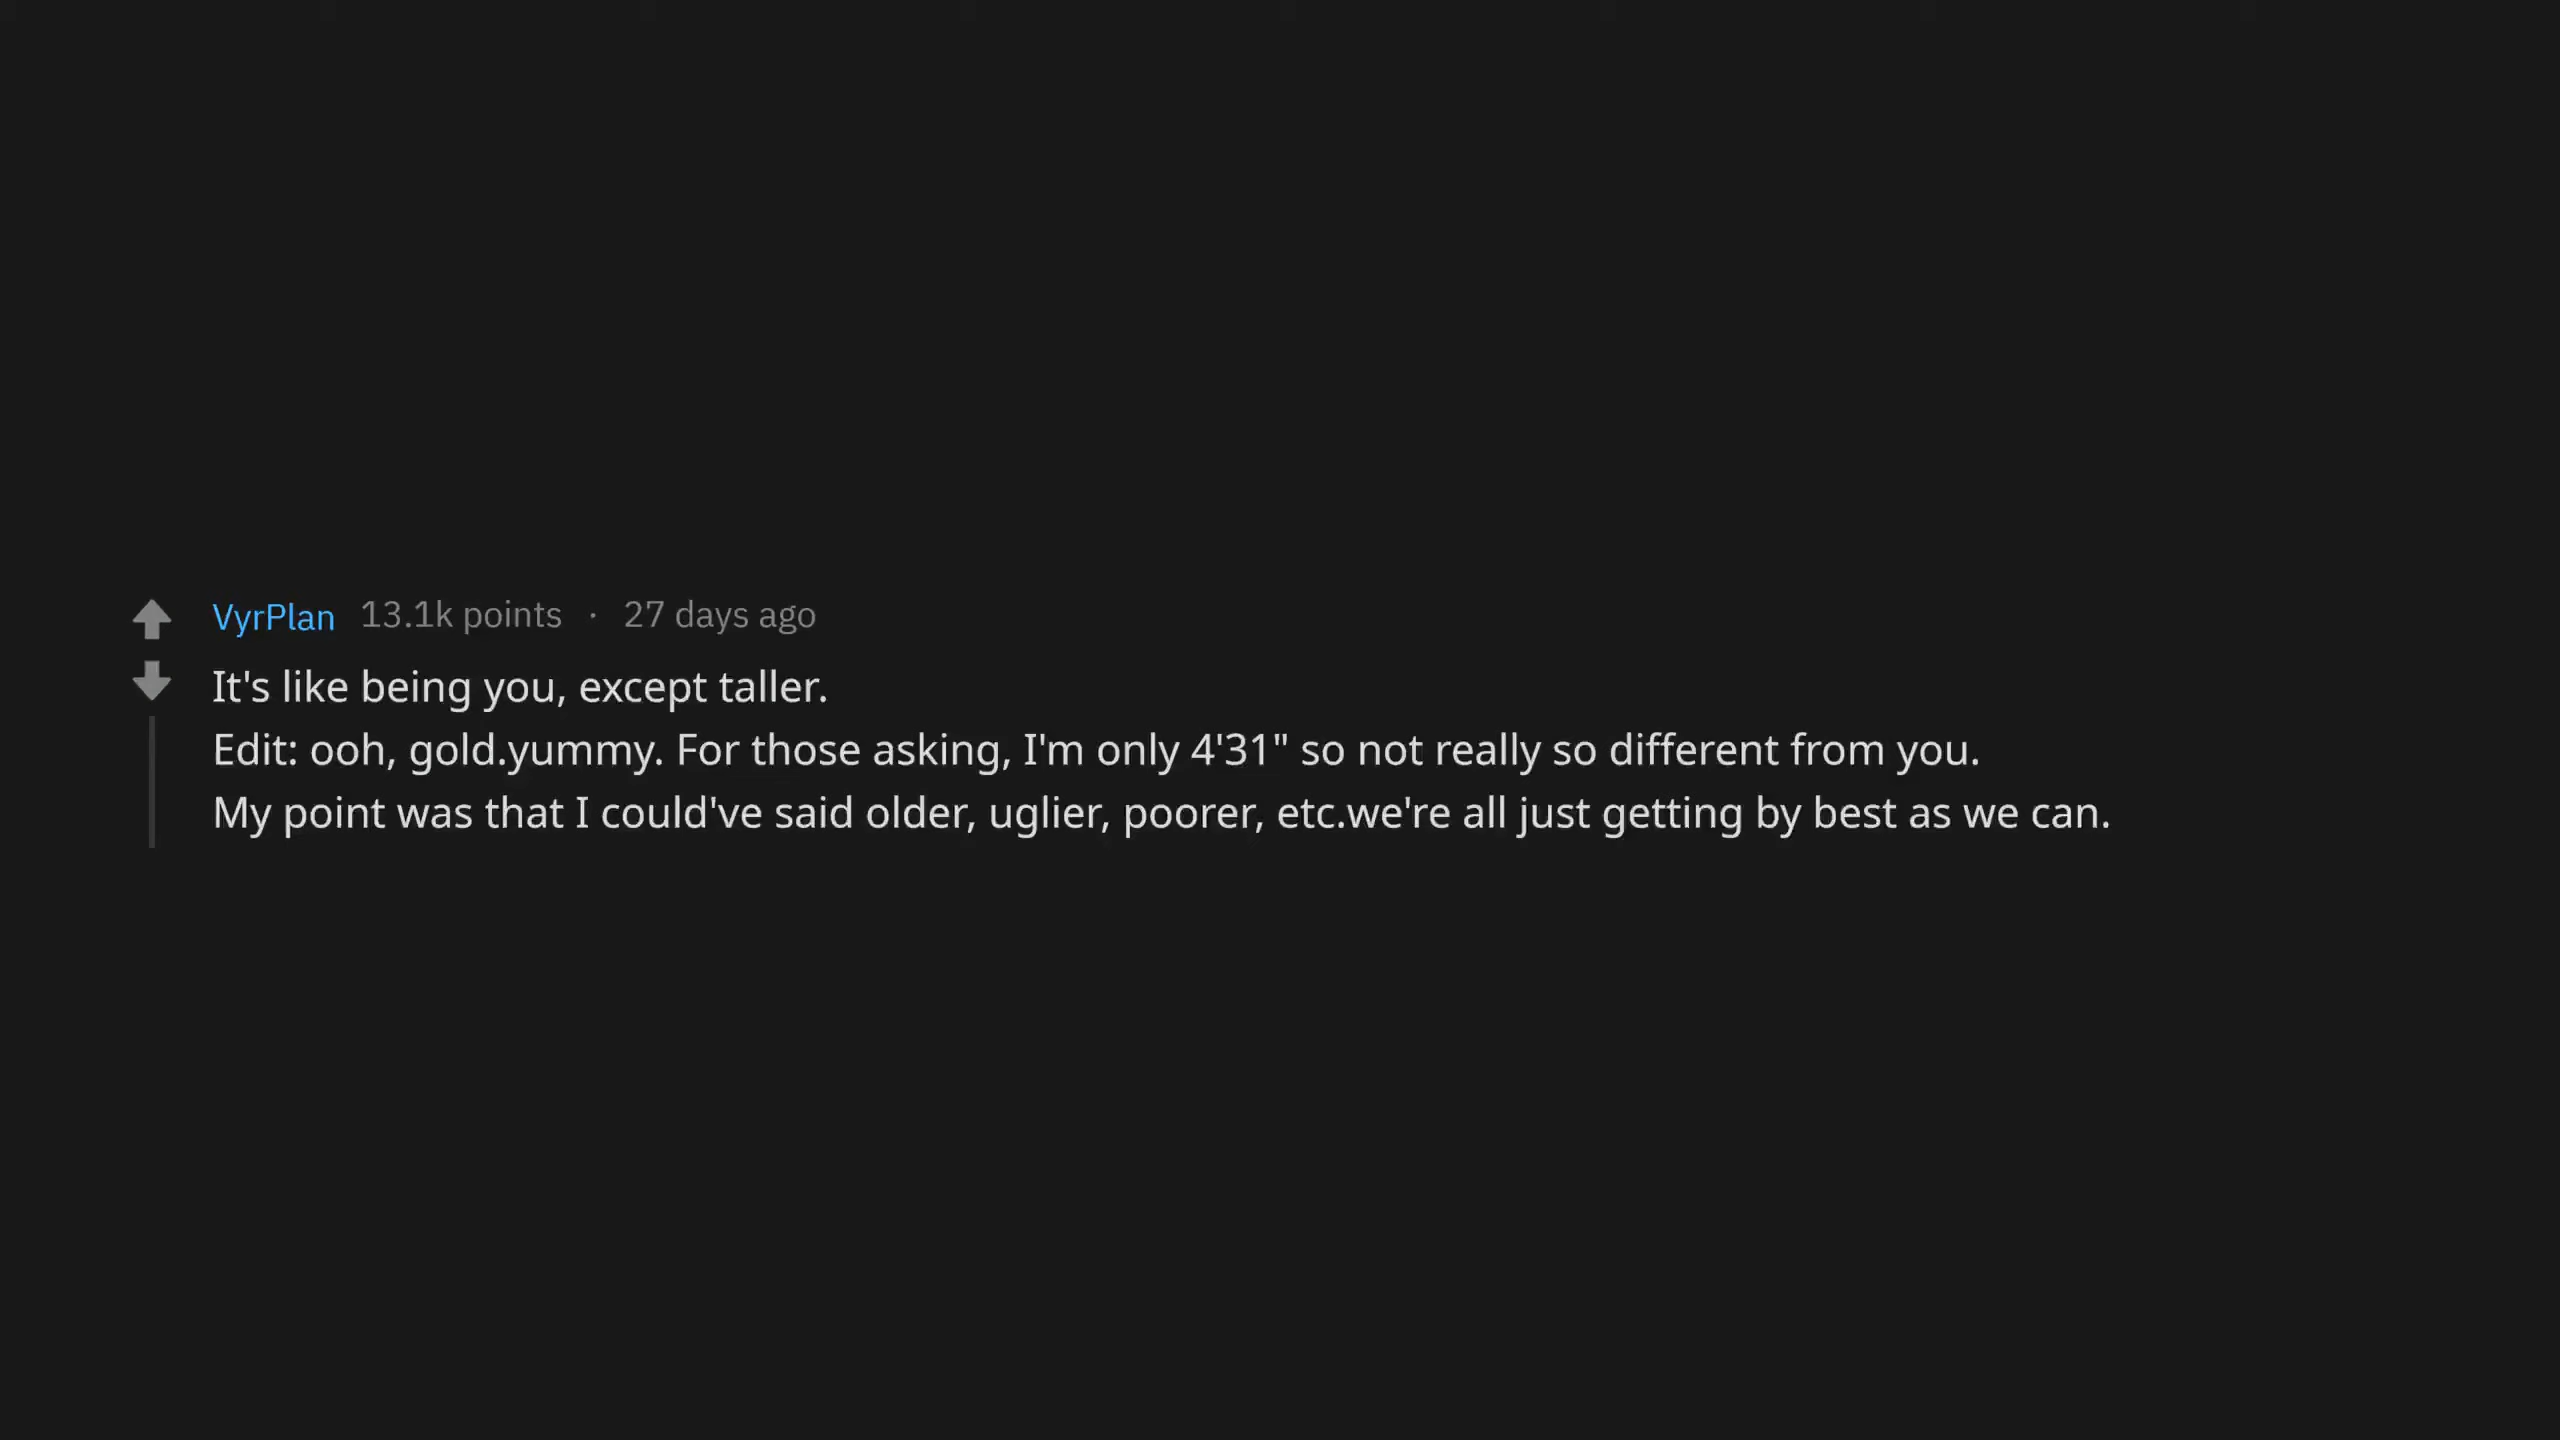 VyrPlan 13.1k points · 27 days ago
It's like being you, except taller.
Edit: ooh, gold.yummy. For those asking, I'm only 4'31" so not really so different from you.
My point was that I could've said older, uglier, poorer, etc.we're all just getting by best as we can.